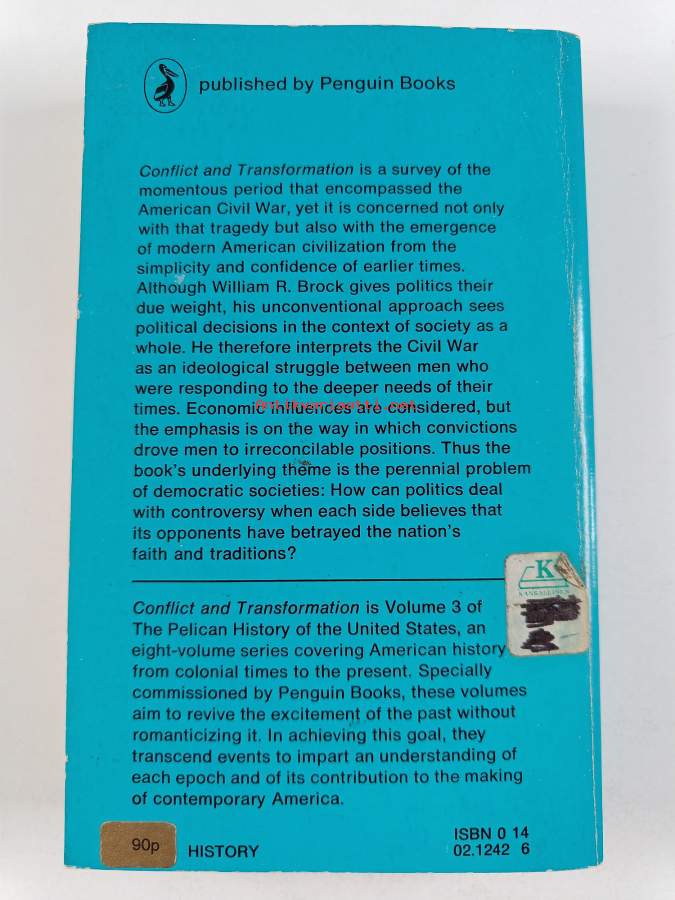 published by Penguin Books
Conflict and Transformation is a survey of the
momentous period that encompassed the
American Civil War, yet it is concerned not only
with that tragedy but also with the emergence
of modern American civilization from the
simplicity and confidence of earlier times.
Although William R. Brock gives politics their
due weight, his unconventional approach sees
political decisions in the context of society as a
whole. He therefore interprets the Civil War
as an ideological struggle between men who
were responding to the deeper needs of their
times. Economic influences are considered, but
Antikvariaatti.net
the emphasis is on the way in which convictions
drove men to irreconcilable positions. Thus the
book's underlying theme is the perennial problem
of democratic societies: How can politics deal
with controversy when each side believes that
its opponents have betrayed the nation's
faith and traditions?
K
Conflict and Transformation is Volume 3 of
The Pelican History of the United States, an
eight-volume series covering American history
from colonial times to the present. Specially
commissioned by Penguin Books, these volumes
aim to revive the excitement of the past without
romanticizing it. In achieving this goal, they
transcend events to impart an understanding of
each epoch and of its contribution to the making
of contemporary America.
90p
HISTORY
ISBN 0 14
02.1242 6